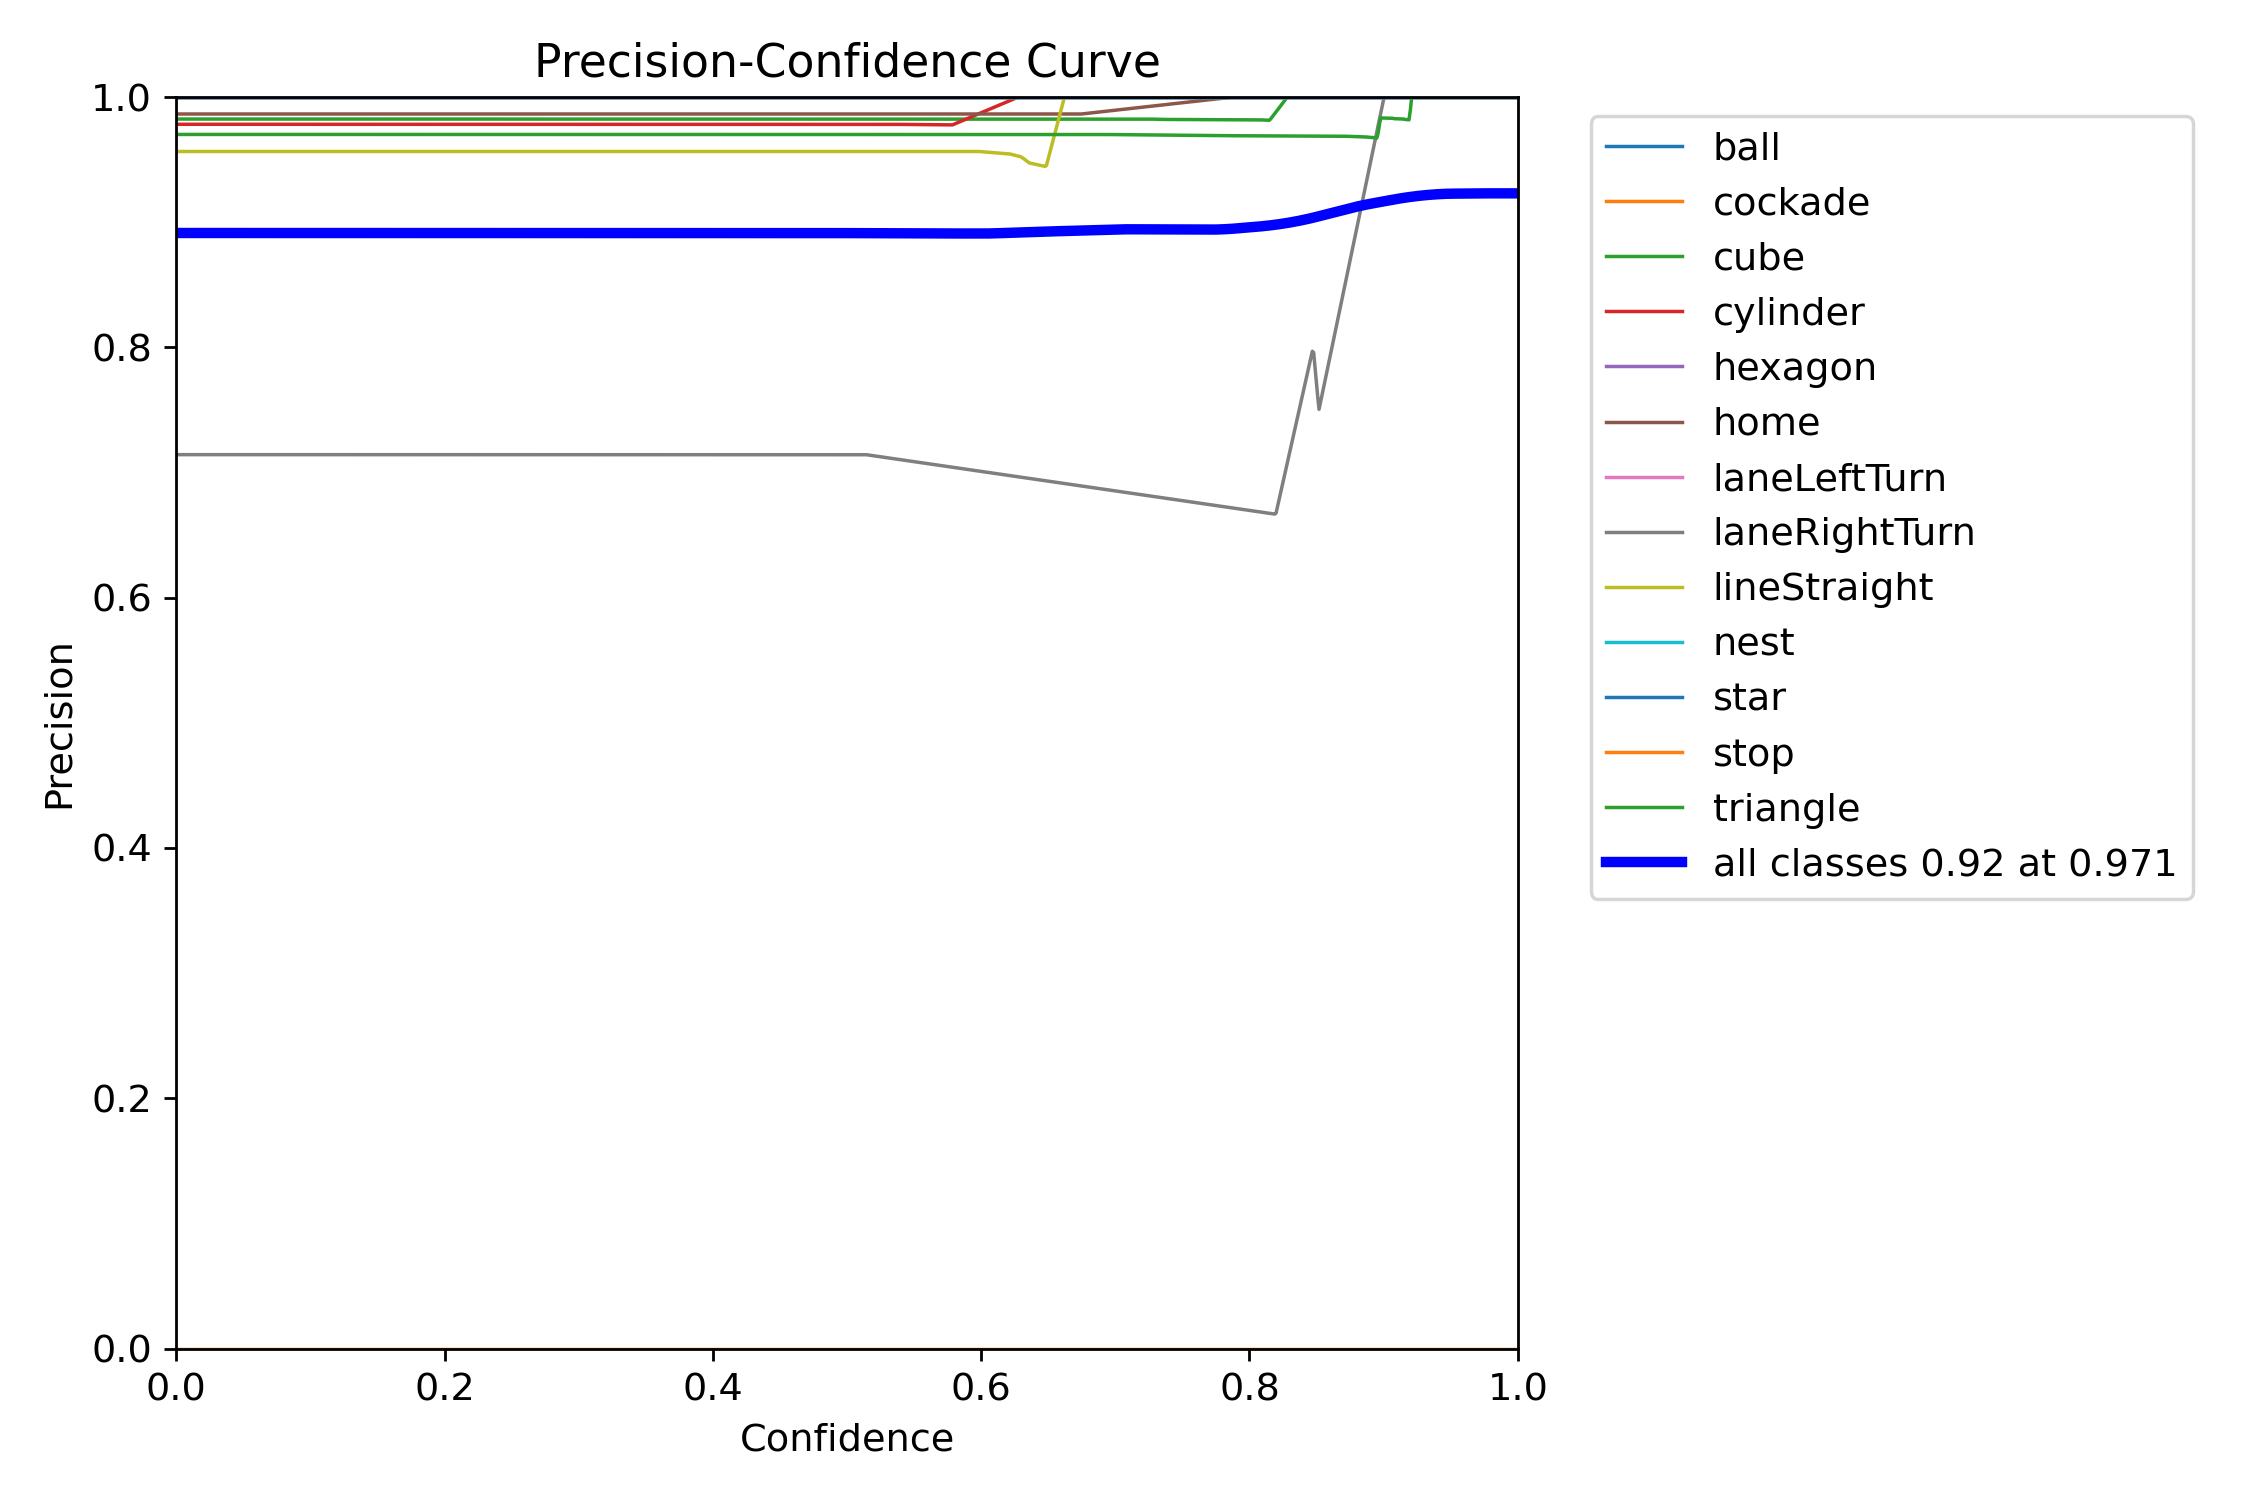 Precision-Confidence Curve
1.0
0.8
0.6
0.4
0.2
0.0
Precision
0.0 0.2 0.4 0.6 0.8 1.0
Confidence
ball
cockade
cube
cylinder
hexagon
home
laneLeftTurn
laneRightTurn
lineStraight
nest
star
stop
triangle
all classes 0.92 at 0.971